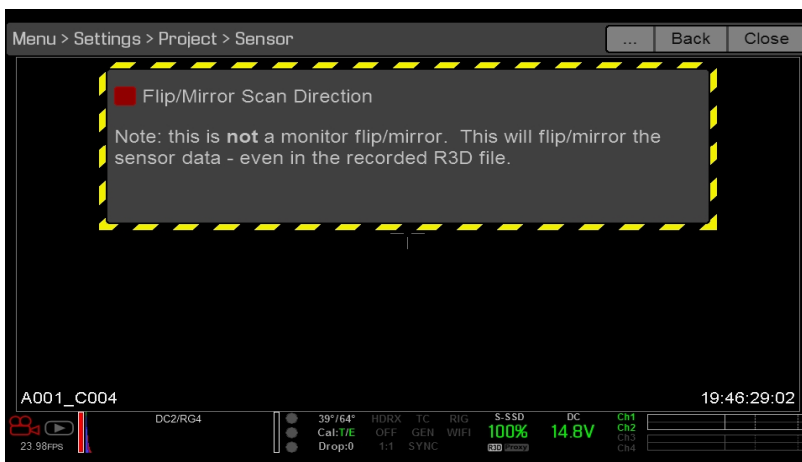 Menu > Settings > Project > Sensor ... Back Close
Flip/Mirror Scan Direction
Note: this is not a monitor flip/mirror. This will flip/mirror the
sensor data - even in the recorded R3D file.
A001_C004 19:46:29:02
DC2/RG4 39°/64° HDRX TC RIG S-SSD DC Ch1
Cal:T/E OFF GEN WIFI 100% 14.8V Ch2
23.98FPS Drop:0 1:1 SYNC R3D Proxy Ch3
Ch4